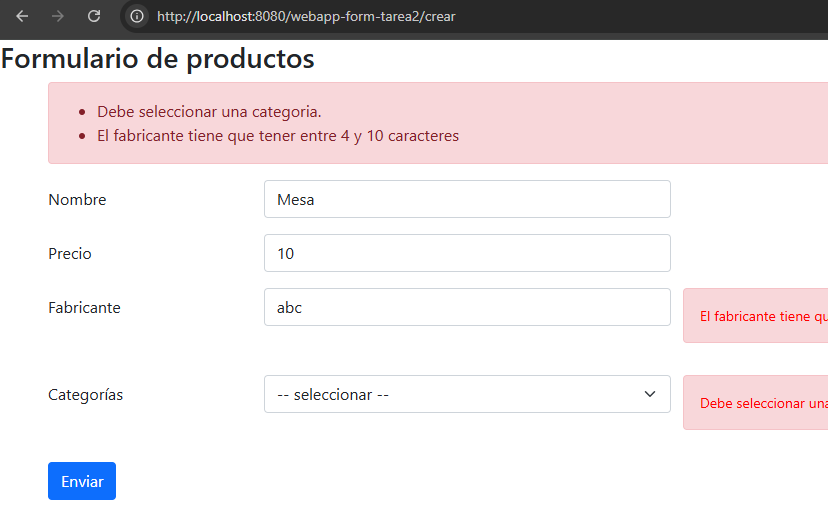 http://localhost:8080/webapp-form-tarea2/crear
Formulario de productos
Debe seleccionar una categoria.
El fabricante tiene que tener entre 4 y 10 caracteres
Nombre Mesa
Precio 10
Fabricante abc El fabricante tiene qu
Categorías -- seleccionar -- Debe seleccionar una
Enviar